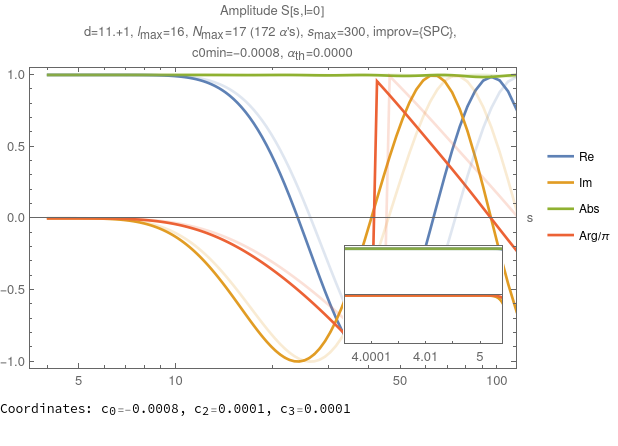 Amplitude S[s,l=0]
d=11.+1, lmax=16, Nmax=17 (172 α's), smax=300, improv={SPC},
c0min=-0.0008, αth=0.0000
1.0
0.5
0.0
-0.5
-1.0
s
Re
Im
Abs
Arg/π
4.0001 4.01 5
5 10 50 100
Coordinates: c0=-0.0008, c2=0.0001, c3=0.0001